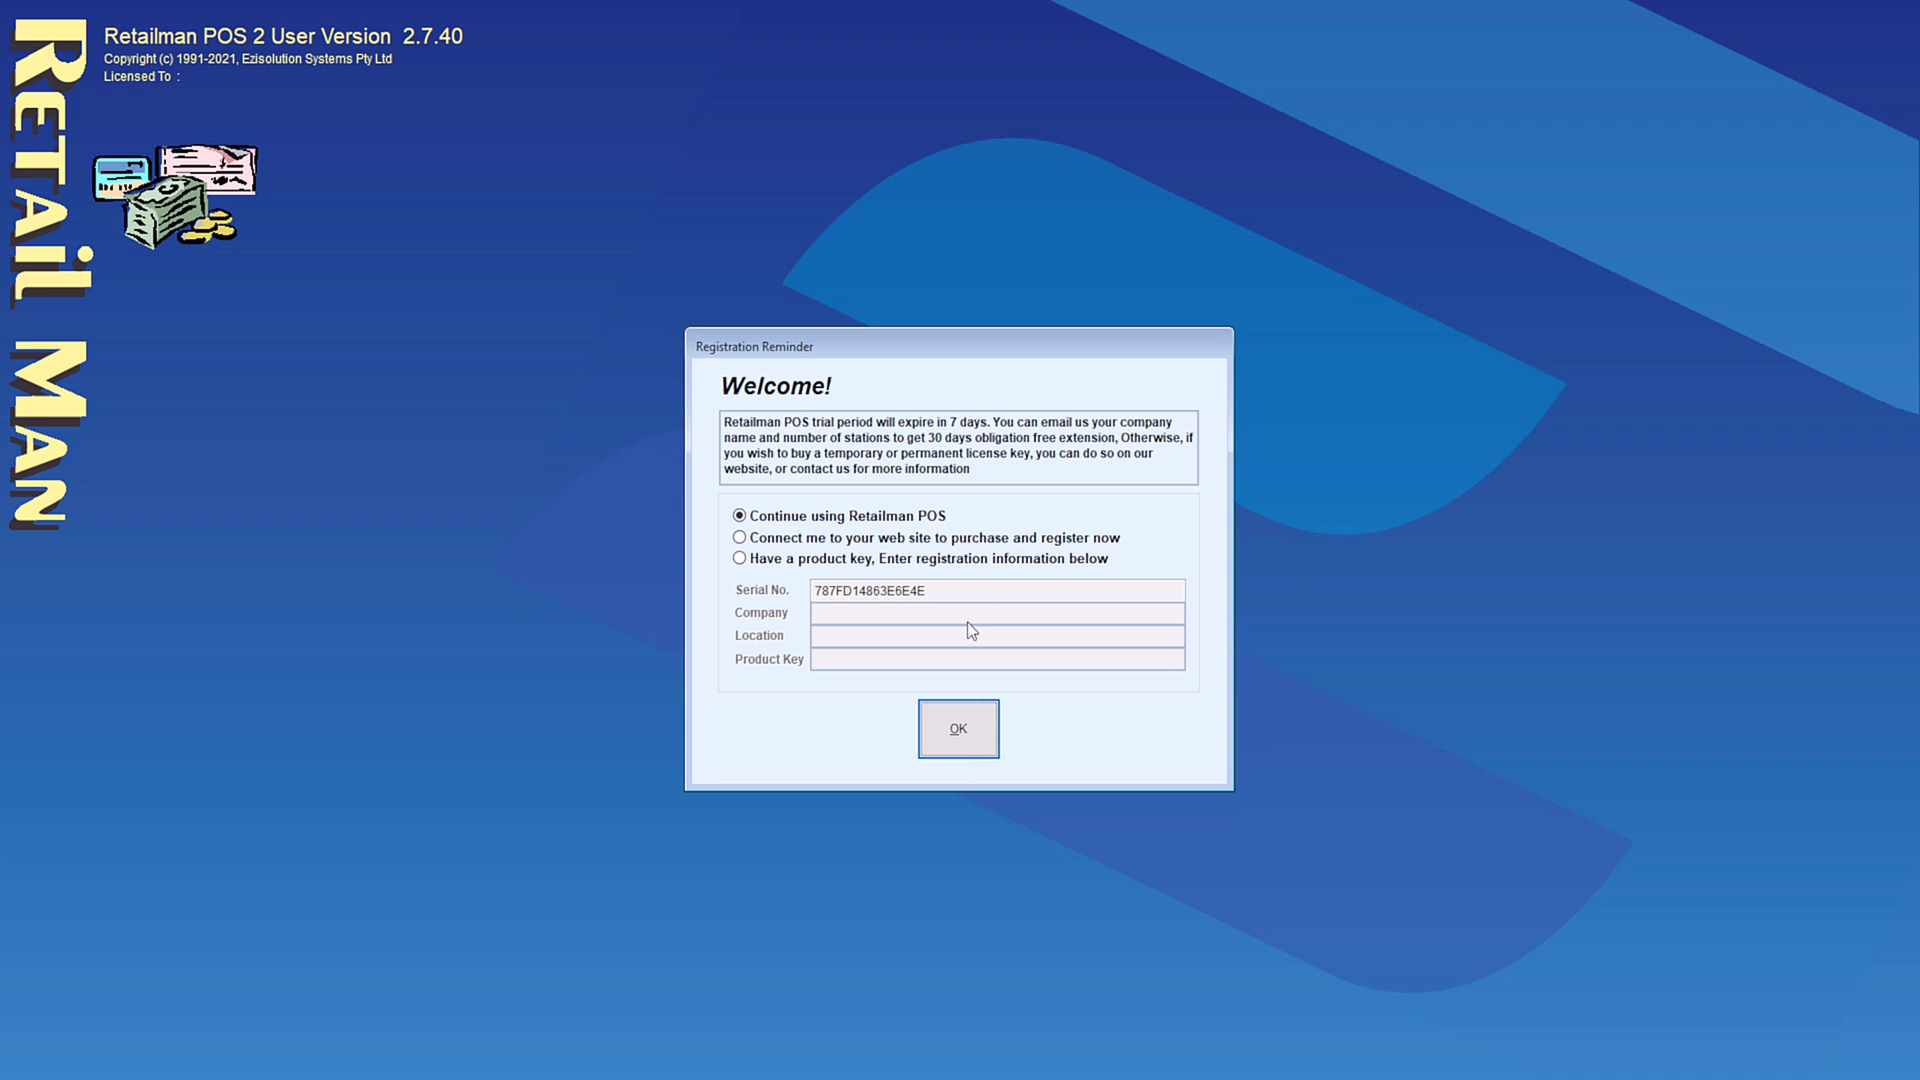 RETAil MAN
Retailman POS 2 User Version 2.7.40
Copyright (c) 1991-2021, Ezisolution Systems Pty Ltd
Licensed To :
Registration Reminder
Welcome!
Retailman POS trial period will expire in 7 days. You can email us your company
name and number of stations to get 30 days obligation free extension, Otherwise, if
you wish to buy a temporary or permanent license key, you can do so on our
website, or contact us for more information
Continue using Retailman POS
Connect me to your web site to purchase and register now
Have a product key, Enter registration information below
Serial No. 787FD14863E6E4E
Company
Location
Product Key
OK